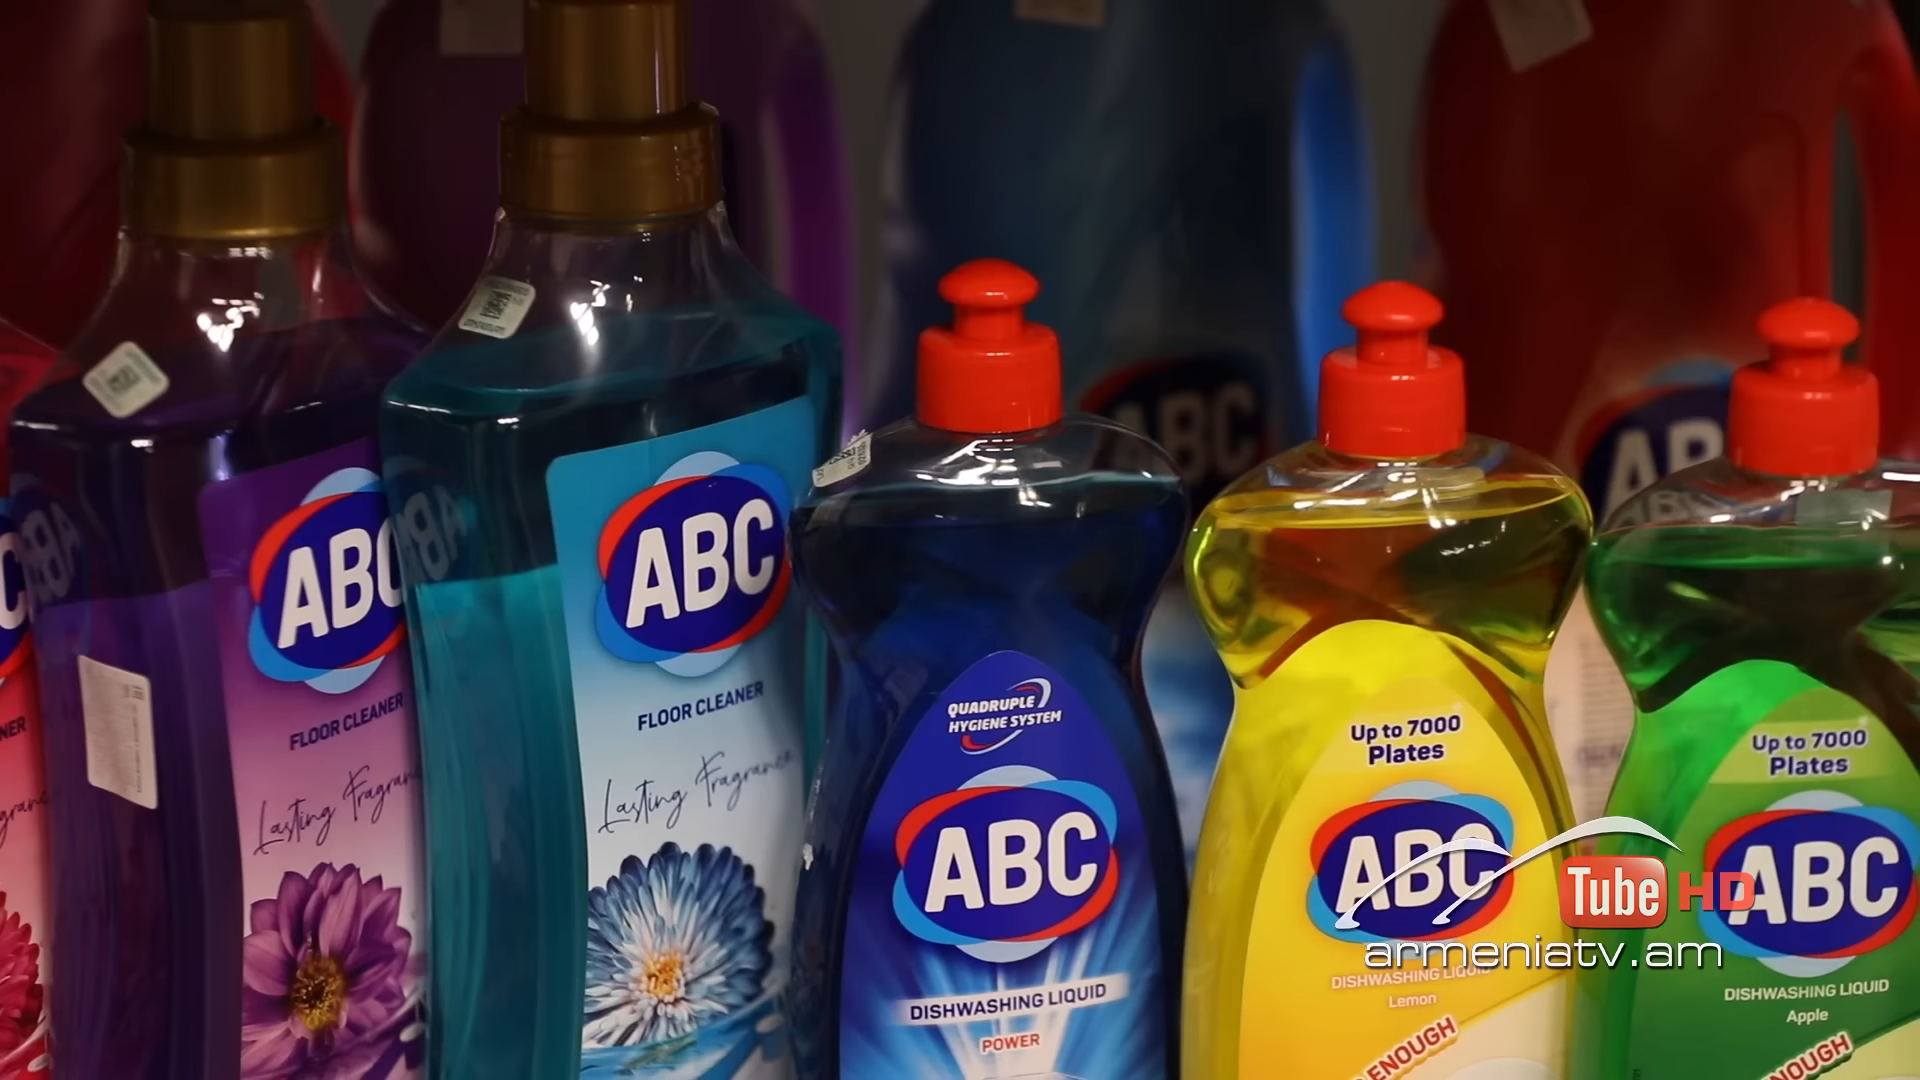 ABC
FLOOR CLEANER
Lasting Fragrance
ABC
FLOOR CLEANER
Lasting Fragrance
QUADRUPLE
HYGIENE SYSTEM
ABC
DISHWASHING LIQUID
POWER
Up to 7000
Plates
ABC
DISHWASHING LIQUID
Lemon
ENOUGH
Up to 7000
Plates
ABC
DISHWASHING LIQUID
Apple
ABC
Tube HD
armeniatv.am